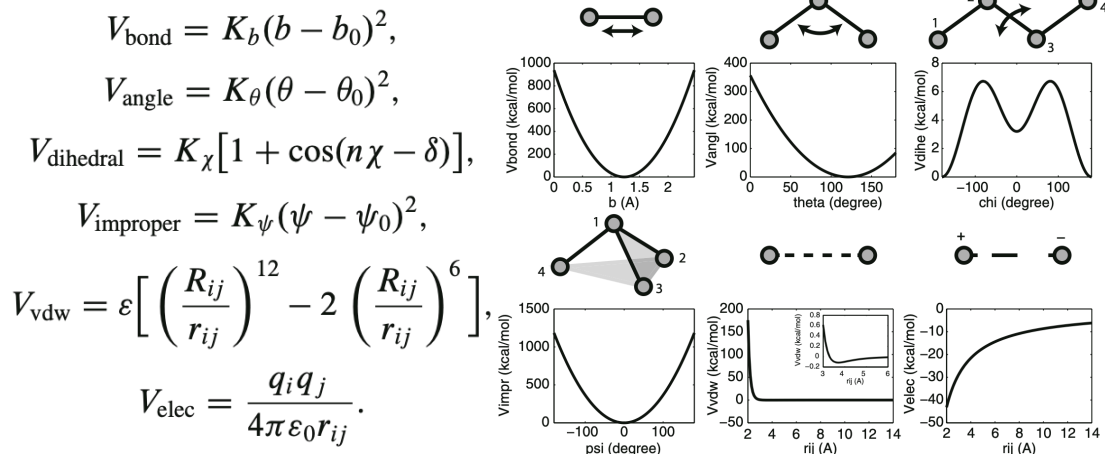 V_bond = K_b(b − b_0)^2,
V_angle = K_θ(θ − θ_0)^2,
V_dihedral = K_χ[1 + cos(nχ − δ)],
V_improper = K_ψ(ψ − ψ_0)^2,
V_vdw = ε[(R_ij/r_ij)^12 − 2 (R_ij/r_ij)^6],
V_elec = q_i q_j / 4πε_0 r_ij.
1 2 3 4
Vbond (kcal/mol)
1000
800
600
400
200
0
0 0.5 1 1.5 2
b (A)
Vangl (kcal/mol)
400
300
200
100
0
0 50 100 150
theta (degree)
Vdihe (kcal/mol)
8
6
4
2
0
−100 0 100
chi (degree)
1
2
3
4
Vimpr (kcal/mol)
1500
1000
500
0
−100 0 100
psi (degree)
Vvdw (kcal/mol)
200
150
100
50
0
−50
2 4 6 8 10 12 14
rij (A)
Vvdw (kcal/mol)
0.8
0.6
0.4
0.2
0
−0.2
3 4 5 6
rij (A)
+ −
Velec (kcal/mol)
0
−10
−20
−30
−40
−50
2 4 6 8 10 12 14
rij (A)